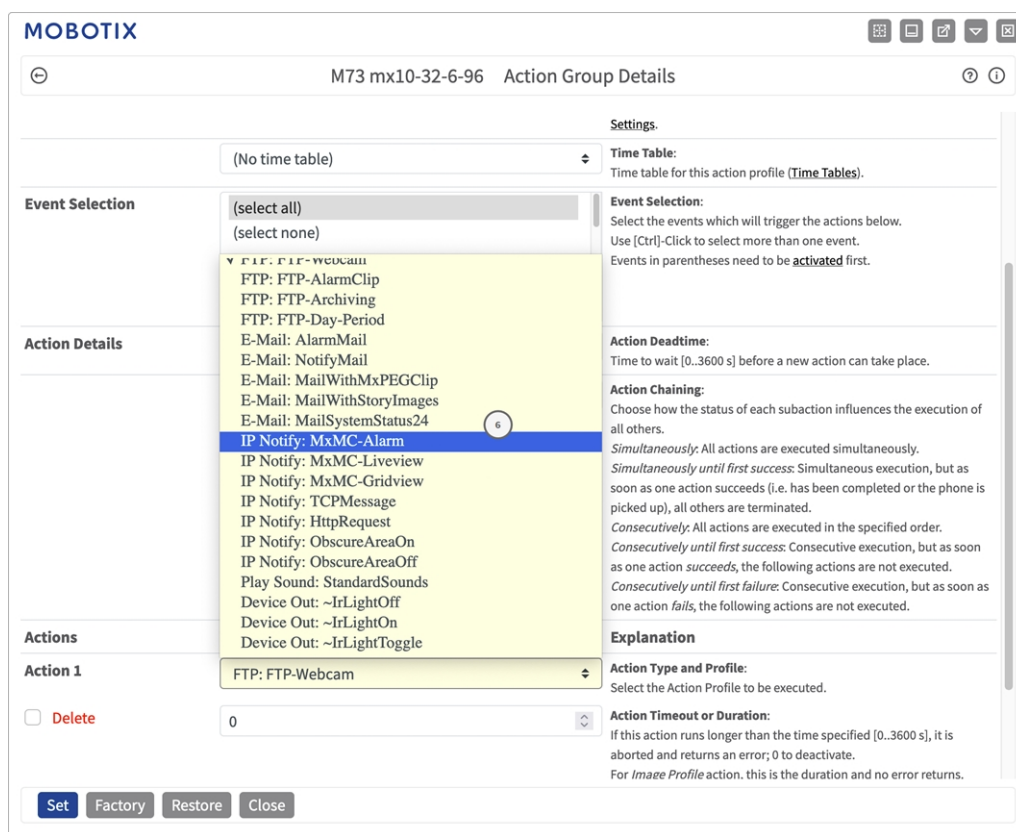 MOBOTIX
M73 mx10-32-6-96 Action Group Details
Settings.
(No time table)
Time Table:
Time table for this action profile (Time Tables).
Event Selection
(select all)
(select none)
Event Selection:
Select the events which will trigger the actions below.
Use [Ctrl]-Click to select more than one event.
Events in parentheses need to be activated first.
FTP: FTP-Webcam
FTP: FTP-AlarmClip
FTP: FTP-Archiving
FTP: FTP-Day-Period
E-Mail: AlarmMail
E-Mail: NotifyMail
E-Mail: MailWithMxPEGClip
E-Mail: MailWithStoryImages
E-Mail: MailSystemStatus24
6
IP Notify: MxMC-Alarm
IP Notify: MxMC-Liveview
IP Notify: MxMC-Gridview
IP Notify: TCPMessage
IP Notify: HttpRequest
IP Notify: ObscureAreaOn
IP Notify: ObscureAreaOff
Play Sound: StandardSounds
Device Out: ~IrLightOff
Device Out: ~IrLightOn
Device Out: ~IrLightToggle
Action Details
Action Deadtime:
Time to wait [0..3600 s] before a new action can take place.
Action Chaining:
Choose how the status of each subaction influences the execution of
all others.
Simultaneously: All actions are executed simultaneously.
Simultaneously until first success: Simultaneous execution, but as
soon as one action succeeds (i.e. has been completed or the phone is
picked up), all others are terminated.
Consecutively: All actions are executed in the specified order.
Consecutively until first success: Consecutive execution, but as soon
as one action succeeds, the following actions are not executed.
Consecutively until first failure: Consecutive execution, but as soon as
one action fails, the following actions are not executed.
Actions
Explanation
Action 1
FTP: FTP-Webcam
Action Type and Profile:
Select the Action Profile to be executed.
Delete
0
Action Timeout or Duration:
If this action runs longer than the time specified [0..3600 s], it is
aborted and returns an error; 0 to deactivate.
For Image Profile action, this is the duration and no error returns.
Set Factory Restore Close